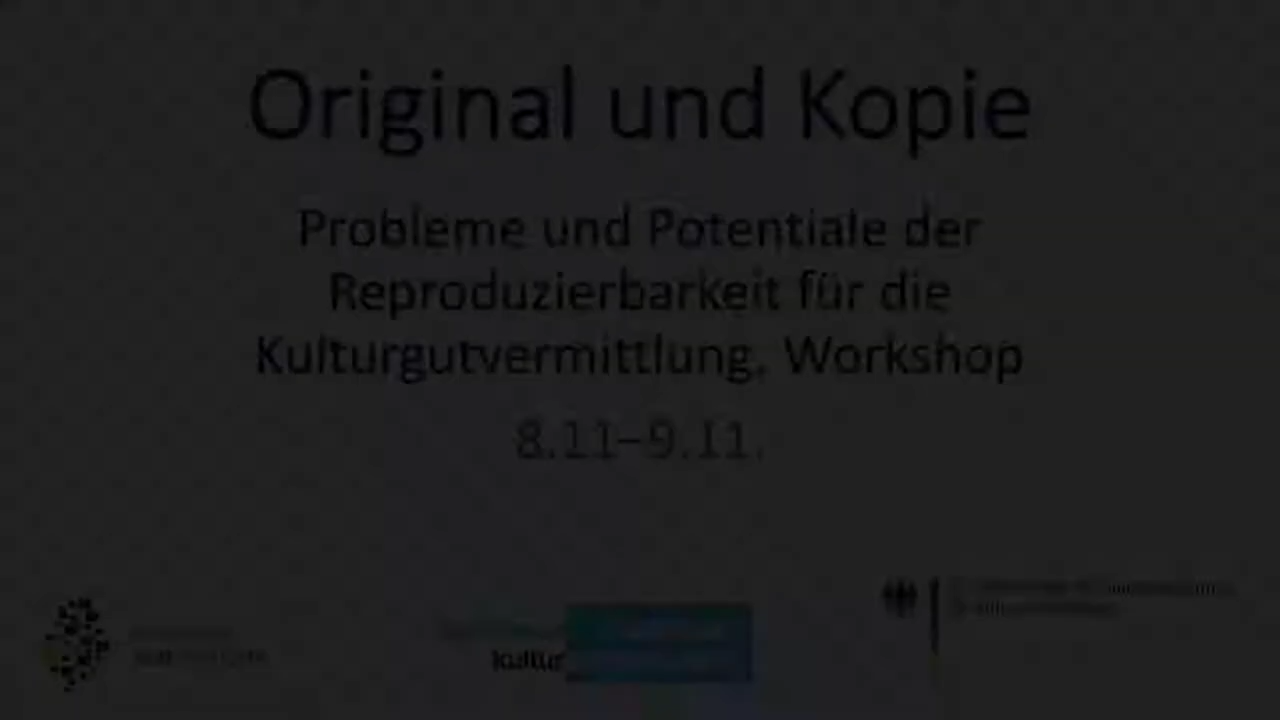 Original und Kopie
Probleme und Potentiale der
Reproduzierbarkeit für die
Kulturgutvermittlung, Workshop
8.11–9.11.
kultur